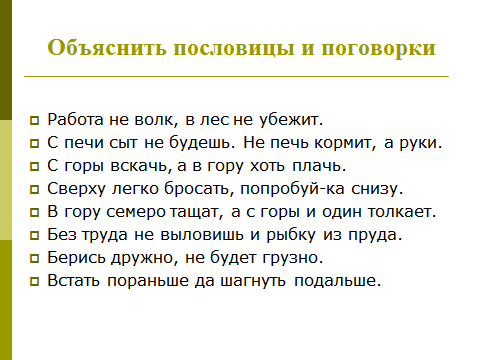 Объяснить пословицы и поговорки
Работа не волк, в лес не убежит.
С печи сыт не будешь. Не печь кормит, а руки.
С горы вскачь, а в гору хоть плачь.
Сверху легко бросать, попробуй-ка снизу.
В гору семеро тащат, а с горы и один толкает.
Без труда не выловишь и рыбку из пруда.
Берись дружно, не будет грузно.
Встать пораньше да шагнуть подальше.